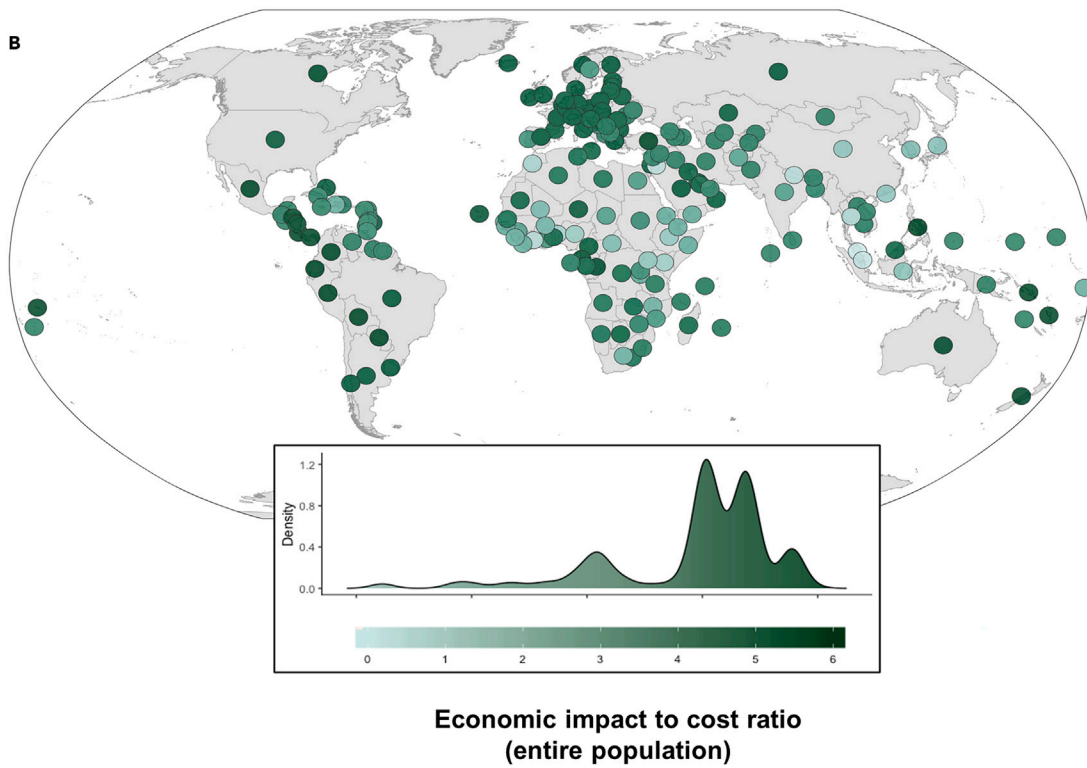 B
1.2
0.8
0.4
0.0
Density
0 1 2 3 4 5 6
Economic impact to cost ratio
(entire population)